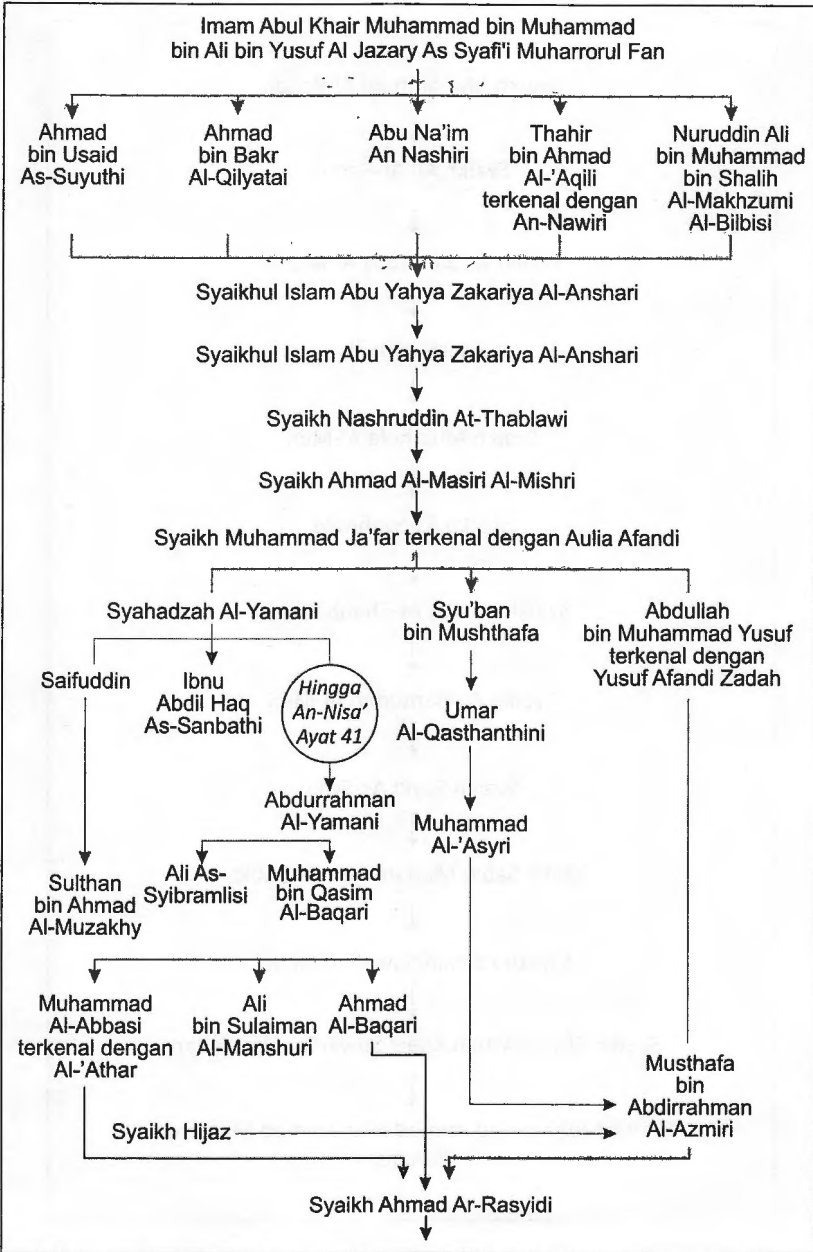 Imam Abul Khair Muhammad bin Muhammad
bin Ali bin Yusuf Al Jazary As Syafi'i Muharrorul Fan
Ahmad
bin Usaid
As-Suyuthi
Ahmad
bin Bakr
Al-Qilyatai
Abu Na'im
An Nashiri
Thahir
bin Ahmad
Al-'Aqili
terkenal dengan
An-Nawiri
Nuruddin Ali
bin Muhammad
bin Shalih
Al-Makhzumi
Al-Bilbisi
Syaikhul Islam Abu Yahya Zakariya Al-Anshari
Syaikhul Islam Abu Yahya Zakariya Al-Anshari
Syaikh Nashruddin At-Thablawi
Syaikh Ahmad Al-Masiri Al-Mishri
Syaikh Muhammad Ja'far terkenal dengan Aulia Afandi
Syahadzah Al-Yamani
Syu'ban
bin Mushthafa
Abdullah
bin Muhammad Yusuf
terkenal dengan
Yusuf Afandi Zadah
Saifuddin
Ibnu
Abdil Haq
As-Sanbathi
Hingga
An-Nisa'
Ayat 41
Umar
Al-Qasthanthini
Abdurrahman
Al-Yamani
Muhammad
Al-'Asyri
Sulthan
bin Ahmad
Al-Muzakhy
Ali As-
Syibramlisi
Muhammad
bin Qasim
Al-Baqari
Muhammad
Al-Abbasi
terkenal dengan
Al-'Athar
Ali
bin Sulaiman
Al-Manshuri
Ahmad
Al-Baqari
Musthafa
bin
Abdirrahman
Al-Azmiri
Syaikh Hijaz
Syaikh Ahmad Ar-Rasyidi